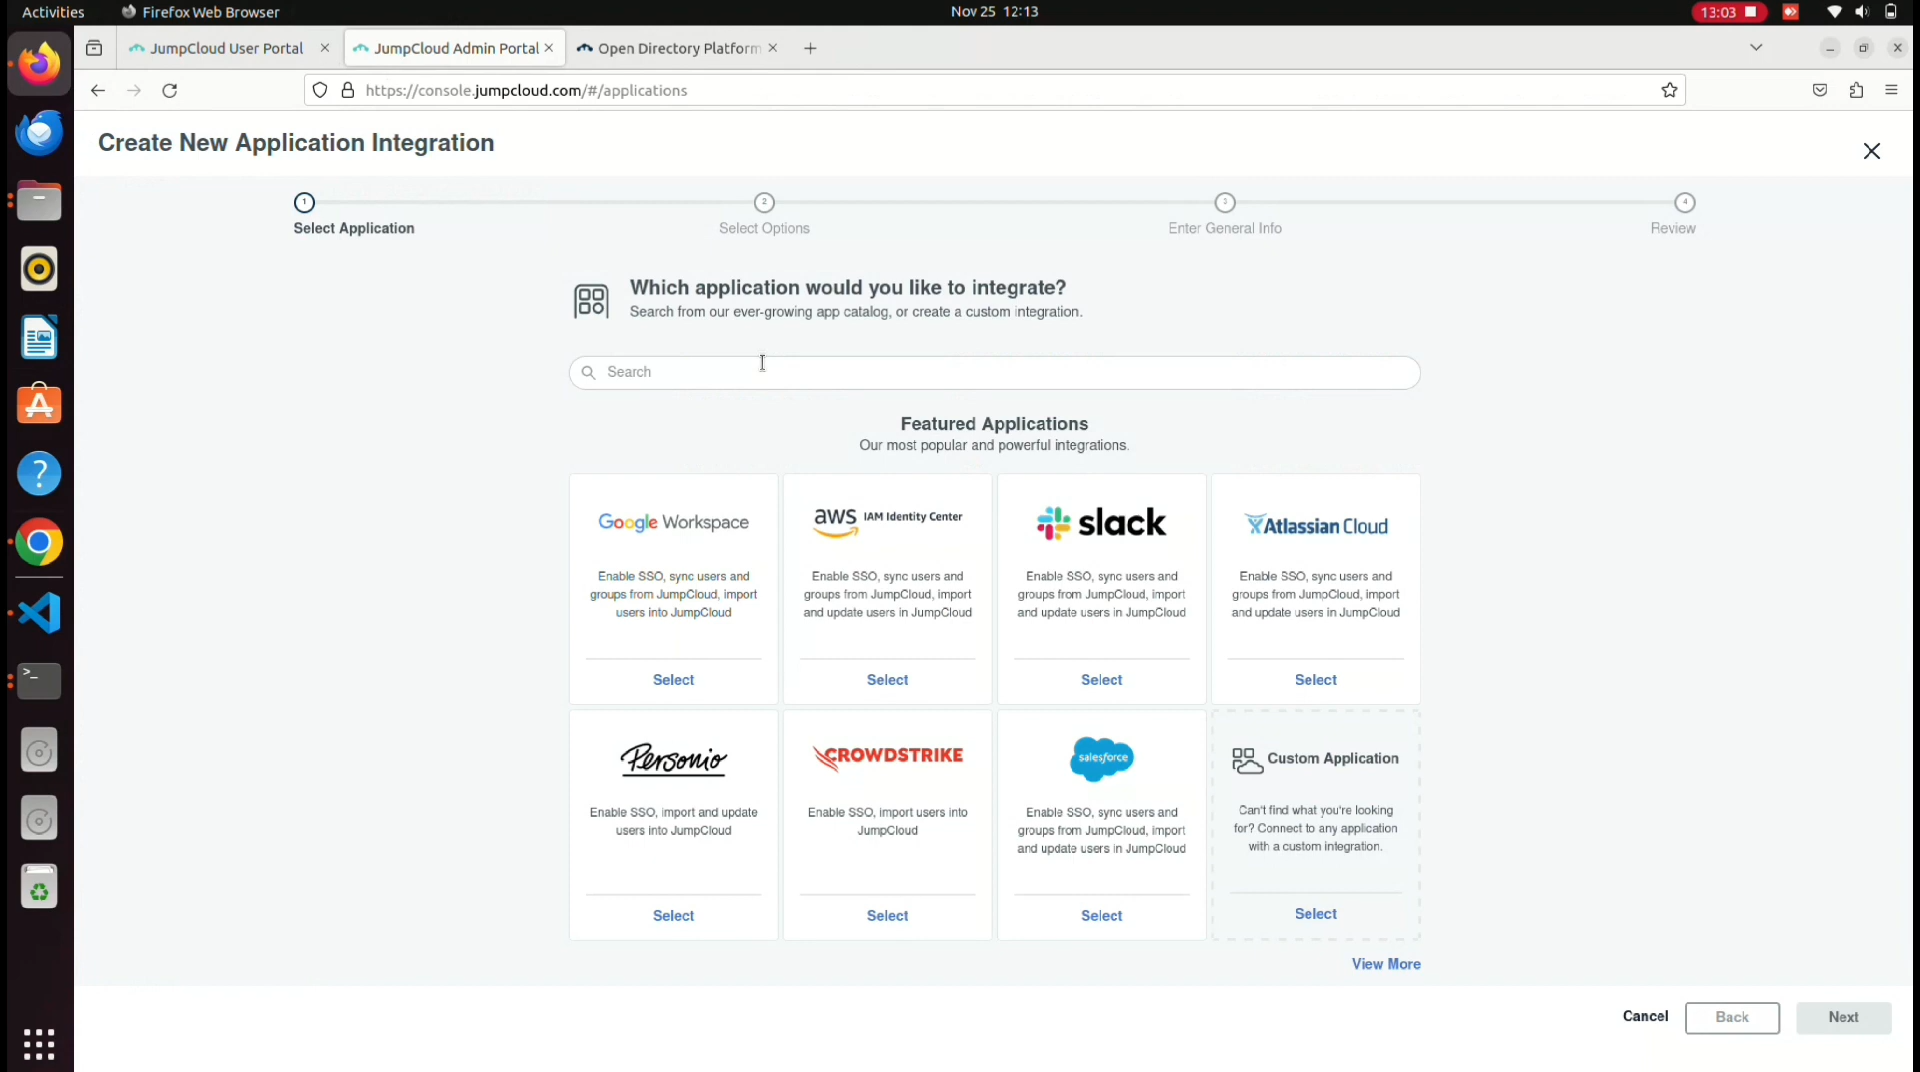 Activities
Firefox Web Browser
Nov 25 12:13
13:03
JumpCloud User Portal
JumpCloud Admin Portal
Open Directory Platform
https://console.jumpcloud.com/#/applications
Create New Application Integration
1
2
3
4
Select Application
Select Options
Enter General Info
Review
Which application would you like to integrate?
Search from our ever-growing app catalog, or create a custom integration.
Search
Featured Applications
Our most popular and powerful integrations.
Google Workspace
Enable SSO, sync users and
groups from JumpCloud, import
users into JumpCloud
Select
aws IAM Identity Center
Enable SSO, sync users and
groups from JumpCloud, import
and update users in JumpCloud
Select
slack
Enable SSO, sync users and
groups from JumpCloud, import
and update users in JumpCloud
Select
Atlassian Cloud
Enable SSO, sync users and
groups from JumpCloud, import
and update users in JumpCloud
Select
Personio
Enable SSO, import and update
users into JumpCloud
Select
CROWDSTRIKE
Enable SSO, import users into
JumpCloud
Select
salesforce
Enable SSO, sync users and
groups from JumpCloud, import
and update users in JumpCloud
Select
Custom Application
Can't find what you're looking
for? Connect to any application
with a custom integration.
Select
View More
Cancel
Back
Next